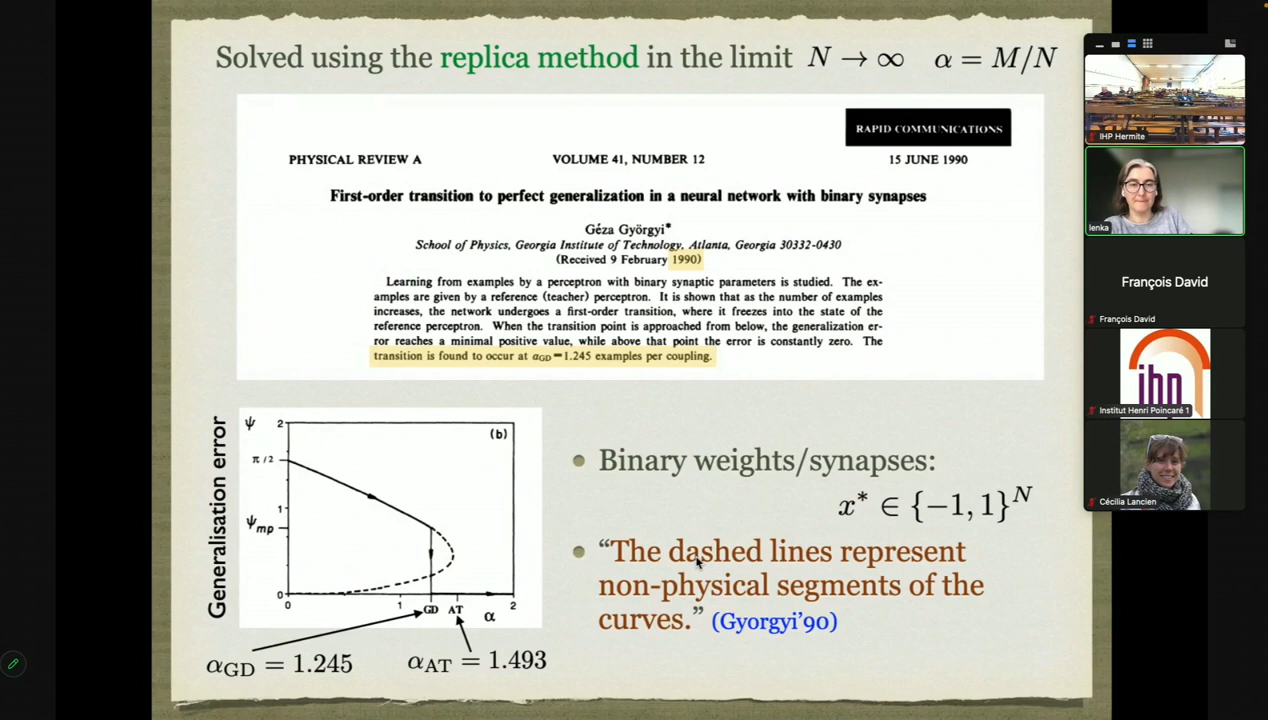 Solved using the replica method in the limit N → ∞ α = M/N
RAPID COMMUNICATIONS
PHYSICAL REVIEW A VOLUME 41, NUMBER 12 15 JUNE 1990
First-order transition to perfect generalization in a neural network with binary synapses
Géza Györgyi*
School of Physics, Georgia Institute of Technology, Atlanta, Georgia 30332-0430
(Received 9 February 1990)
Learning from examples by a perceptron with binary synaptic parameters is studied. The ex-
amples are given by a reference (teacher) perceptron. It is shown that as the number of examples
increases, the network undergoes a first-order transition, where it freezes into the state of the
reference perceptron. When the transition point is approached from below, the generalization er-
ror reaches a minimal positive value, while above that point the error is constantly zero. The
transition is found to occur at αGD=1.245 examples per coupling.
Generalisation error
ψ 2 (b)
π/2
1
ψmp
0
0 1 GD AT α 2
αGD = 1.245 αAT = 1.493
• Binary weights/synapses:
x* ∈ {−1, 1}^N
• “The dashed lines represent
non-physical segments of the
curves.” (Gyorgyi’90)
IHP Hermite
lenka
François David
François David
ihp
Institut Henri Poincaré 1
Cécilia Lancien